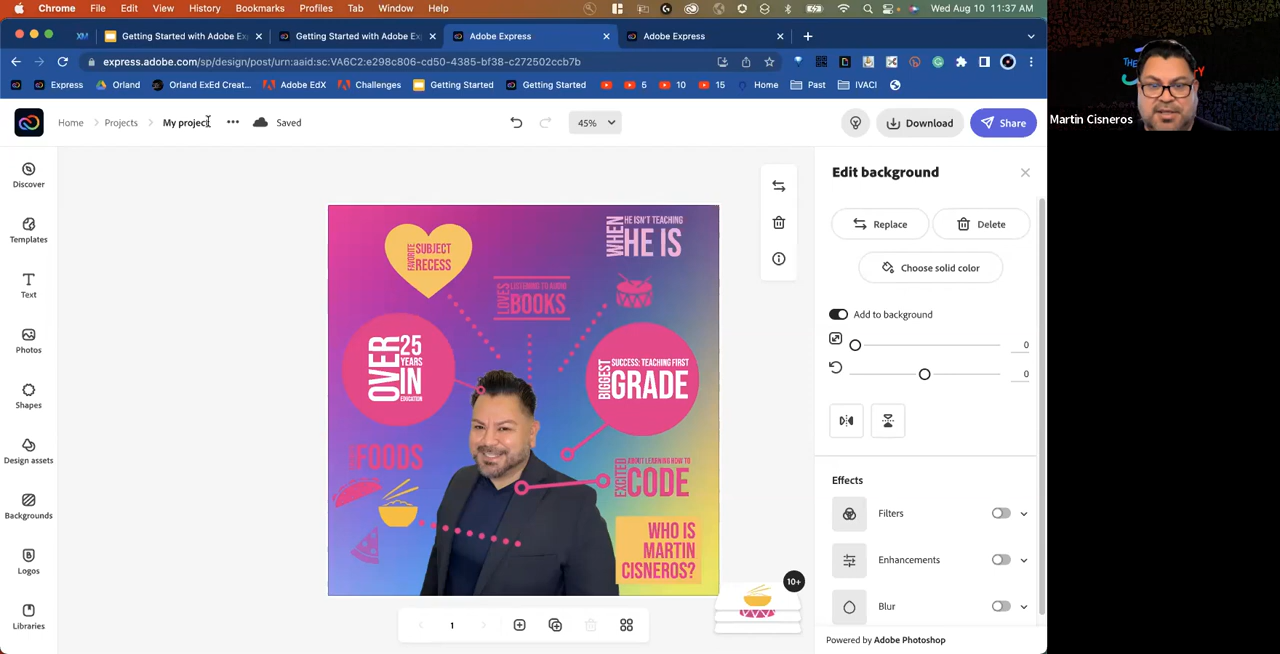 Chrome File Edit View History Bookmarks Profiles Tab Window Help Wed Aug 10 11:37 AM
XM Getting Started with Adobe Ex Getting Started with Adobe Ex Adobe Express Adobe Express
express.adobe.com/sp/design/post/urn:aaid:sc:VA6C2:e298c806-cd50-4385-bf38-c272502ccb7b
Express Orland Orland ExEd Creat... Adobe EdX Challenges Getting Started Getting Started 5 10 15 Home Past IVACI
Home Projects My project ••• Saved 45% Download Share
Martin Cisneros
Discover
Templates
Text
Photos
Shapes
Design assets
Backgrounds
Logos
Libraries
FAVORITE SUBJECT
RECESS
WHEN HE ISN'T TEACHING
HE IS
LOVES LISTENING TO AUDIO
BOOKS
OVER 25
YEARS
IN
EDUCATION
BIGGEST SUCCESS: TEACHING FIRST
GRADE
FOODS
EXCITED ABOUT LEARNING HOW TO
CODE
WHO IS
MARTIN
CISNEROS?
10+
1
Edit background
Replace Delete
Choose solid color
Add to background
0
0
Effects
Filters
Enhancements
Blur
Powered by Adobe Photoshop